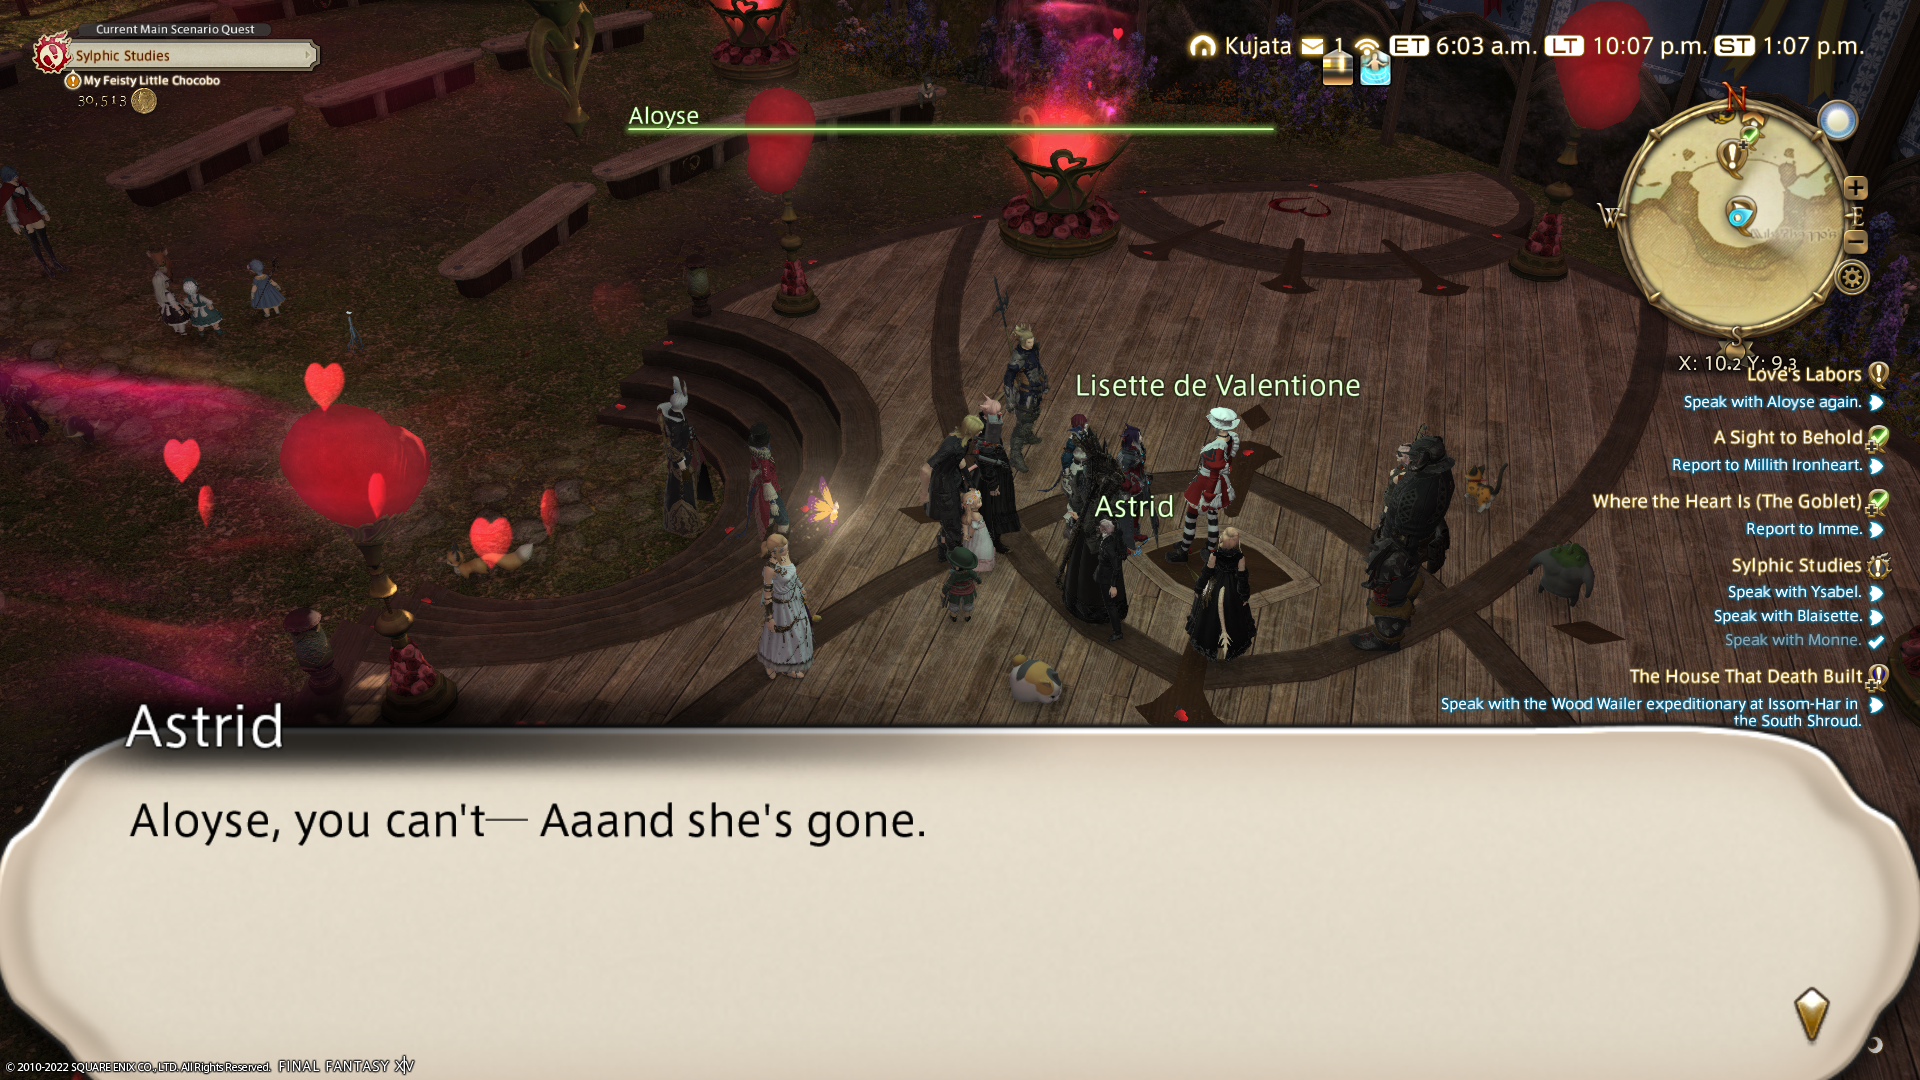 Current Main Scenario Quest
Sylphic Studies
My Feisty Little Chocobo
30,513
Kujata 1 ET 6:03 a.m. LT 10:07 p.m. ST 1:07 p.m.
Aloyse
N
W
E
S
X: 10.2 Y: 9.3
Love's Labors
Speak with Aloyse again.
A Sight to Behold
Report to Millith Ironheart.
Where the Heart Is (The Goblet)
Report to Imme.
Sylphic Studies
Speak with Ysabel.
Speak with Blaisette.
Speak with Monne.
The House That Death Built
Speak with the Wood Wailer expeditionary at Issom-Har in
the South Shroud.
Lisette de Valentione
Astrid
Astrid
Aloyse, you can't— Aaand she's gone.
© 2010-2022 SQUARE ENIX CO., LTD. All Rights Reserved. FINAL FANTASY XIV